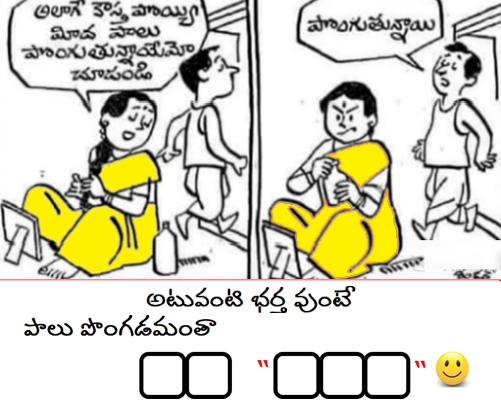 అలాగే కాస్త పొయ్యి
మీద పాలు
పొంగుతున్నాయేమో
చూడండి
పొంగుతున్నాయి
అటువంటి భర్త వుంటే
పాలు పొంగడమంతా
" "